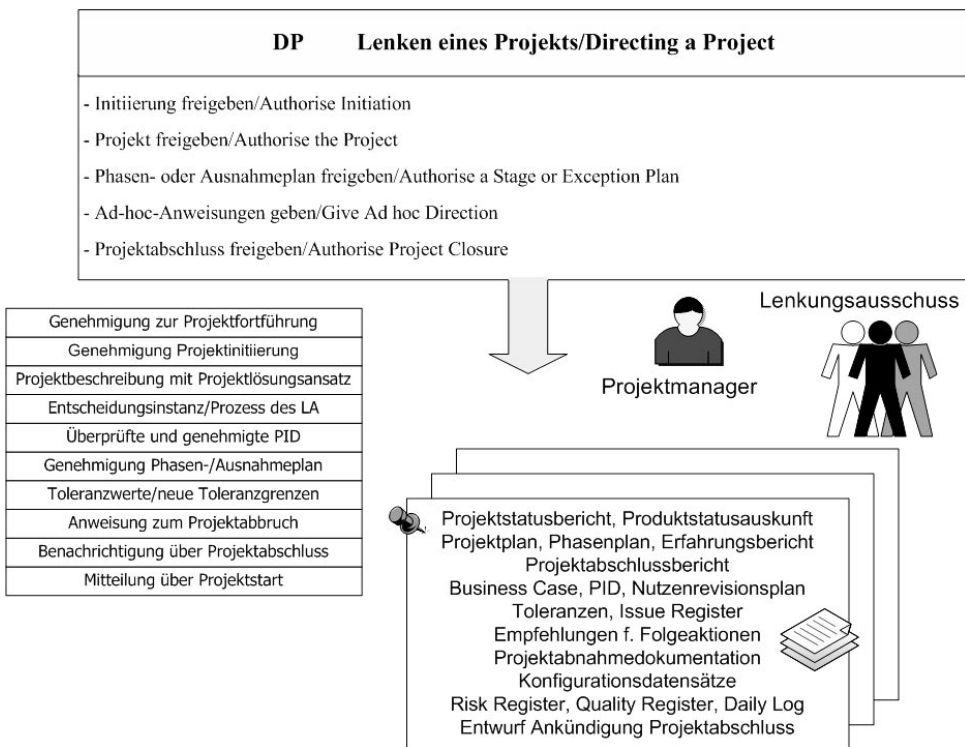 DP Lenken eines Projekts/Directing a Project
- Initiierung freigeben/Authorise Initiation
- Projekt freigeben/Authorise the Project
- Phasen- oder Ausnahmeplan freigeben/Authorise a Stage or Exception Plan
- Ad-hoc-Anweisungen geben/Give Ad hoc Direction
- Projektabschluss freigeben/Authorise Project Closure
Genehmigung zur Projektfortführung
Genehmigung Projektinitiierung
Projektbeschreibung mit Projektlösungsansatz
Entscheidungsinstanz/Prozess des LA
Überprüfte und genehmigte PID
Genehmigung Phasen-/Ausnahmeplan
Toleranzwerte/neue Toleranzgrenzen
Anweisung zum Projektabbruch
Benachrichtigung über Projektabschluss
Mitteilung über Projektstart
Projektmanager
Lenkungsausschuss
Projektstatusbericht, Produktstatusauskunft
Projektplan, Phasenplan, Erfahrungsbericht
Projektabschlussbericht
Business Case, PID, Nutzenrevisionsplan
Toleranzen, Issue Register
Empfehlungen f. Folgeaktionen
Projektabnahmedokumentation
Konfigurationsdatensätze
Risk Register, Quality Register, Daily Log
Entwurf Ankündigung Projektabschluss